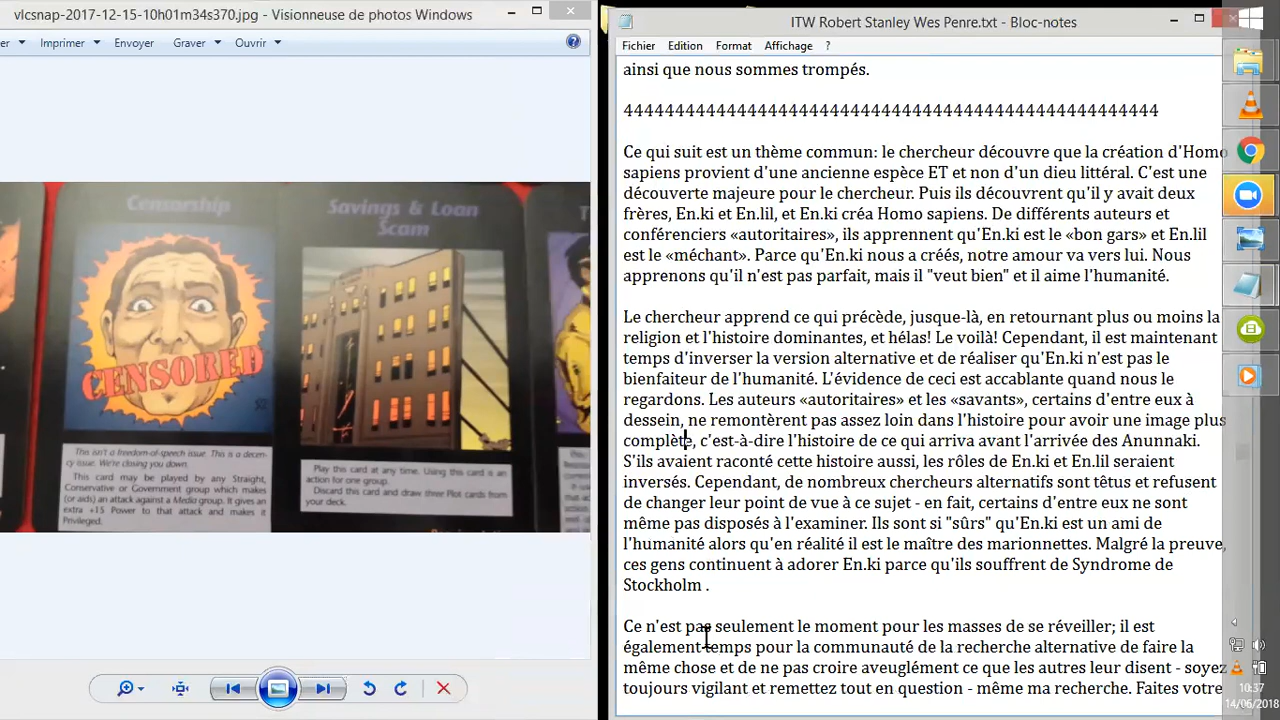 vlcsnap-2017-12-15-10h01m34s370.jpg - Visionneuse de photos Windows
Imprimer
Envoyer
Graver
Ouvrir
Censorship
CENSORED
This isn't a freedom-of-speech issue. This is a decen-
cy issue. We're closing you down.
This card may be played by any Straight,
Conservative or Government group which makes
(or aids) an attack against a Media group. It gives an
extra +15 Power to that attack and makes it
Privileged.
Savings & Loan
Scam
Play this card at any time. Using this card is an
action for one group.
Discard this card and draw three Plot cards from
your deck.
ITW Robert Stanley Wes Penre.txt - Bloc-notes
Fichier
Edition
Format
Affichage
?
ainsi que nous sommes trompés.
4444444444444444444444444444444444444444444444444444
Ce qui suit est un thème commun: le chercheur découvre que la création d'Homo
sapiens provient d'une ancienne espèce ET et non d'un dieu littéral. C'est une
découverte majeure pour le chercheur. Puis ils découvrent qu'il y avait deux
frères, En.ki et En.lil, et En.ki créa Homo sapiens. De différents auteurs et
conférenciers «autoritaires», ils apprennent qu'En.ki est le «bon gars» et En.lil
est le «méchant». Parce qu'En.ki nous a créés, notre amour va vers lui. Nous
apprenons qu'il n'est pas parfait, mais il "veut bien" et il aime l'humanité.
Le chercheur apprend ce qui précède, jusque-là, en retournant plus ou moins la
religion et l'histoire dominantes, et hélas! Le voilà! Cependant, il est maintenant
temps d'inverser la version alternative et de réaliser qu'En.ki n'est pas le
bienfaiteur de l'humanité. L'évidence de ceci est accablante quand nous le
regardons. Les auteurs «autoritaires» et les «savants», certains d'entre eux à
dessein, ne remontèrent pas assez loin dans l'histoire pour avoir une image plus
complète, c'est-à-dire l'histoire de ce qui arriva avant l'arrivée des Anunnaki.
S'ils avaient raconté cette histoire aussi, les rôles de En.ki et En.lil seraient
inversés. Cependant, de nombreux chercheurs alternatifs sont têtus et refusent
de changer leur point de vue à ce sujet - en fait, certains d'entre eux ne sont
même pas disposés à l'examiner. Ils sont si "sûrs" qu'En.ki est un ami de
l'humanité alors qu'en réalité il est le maître des marionnettes. Malgré la preuve,
ces gens continuent à adorer En.ki parce qu'ils souffrent de Syndrome de
Stockholm .
Ce n'est pas seulement le moment pour les masses de se réveiller; il est
également temps pour la communauté de la recherche alternative de faire la
même chose et de ne pas croire aveuglément ce que les autres leur disent - soyez
toujours vigilant et remettez tout en question - même ma recherche. Faites votre
10:37
14/06/2018